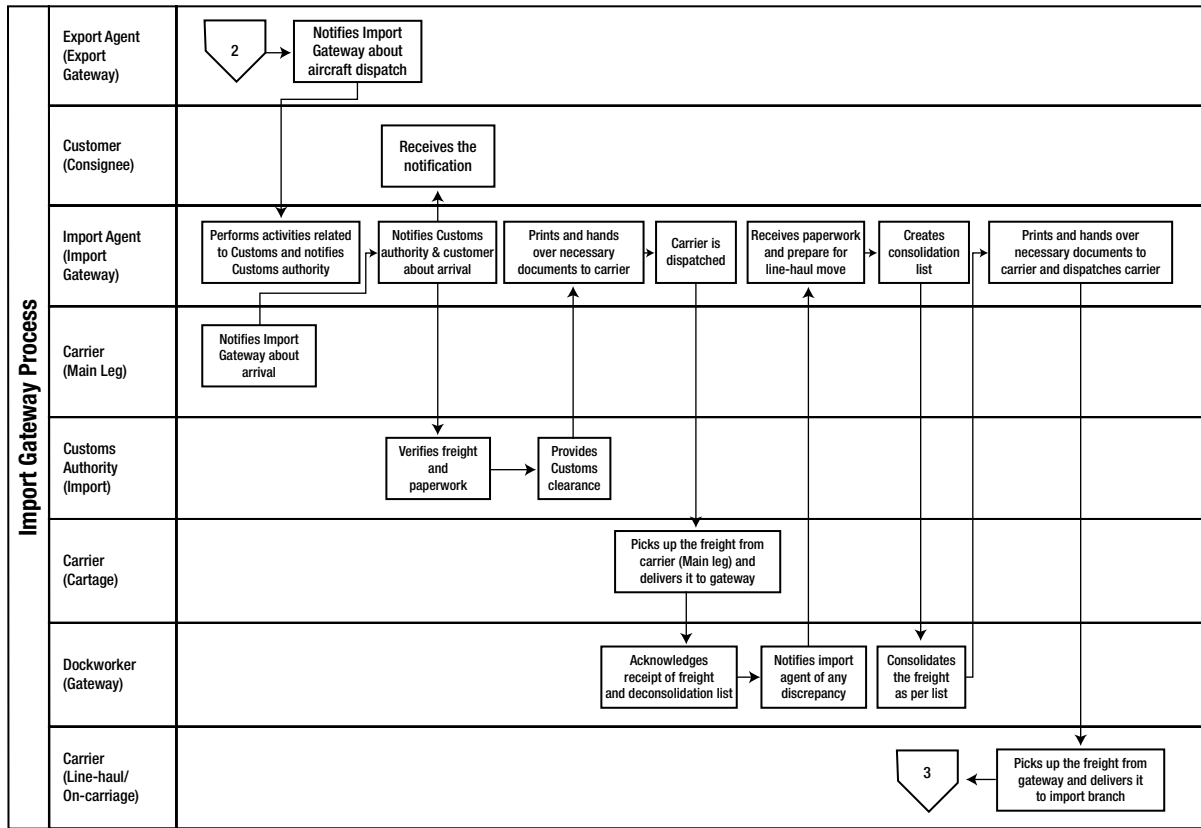 Import Gateway Process
Export Agent
(Export
Gateway)
2
Notifies Import
Gateway about
aircraft dispatch
Customer
(Consignee)
Receives the
notification
Import Agent
(Import
Gateway)
Performs activities related
to Customs and notifies
Customs authority
Notifies Customs
authority & customer
about arrival
Prints and hands
over necessary
documents to carrier
Carrier is
dispatched
Receives paperwork
and prepare for
line-haul move
Creates
consolidation
list
Prints and hands over
necessary documents to
carrier and dispatches carrier
Carrier
(Main Leg)
Notifies Import
Gateway about
arrival
Customs
Authority
(Import)
Verifies freight
and
paperwork
Provides
Customs
clearance
Carrier
(Cartage)
Picks up the freight from
carrier (Main leg) and
delivers it to gateway
Dockworker
(Gateway)
Acknowledges
receipt of freight
and deconsolidation list
Notifies import
agent of any
discrepancy
Consolidates
the freight
as per list
Carrier
(Line-haul/
On-carriage)
3
Picks up the freight from
gateway and delivers it
to import branch